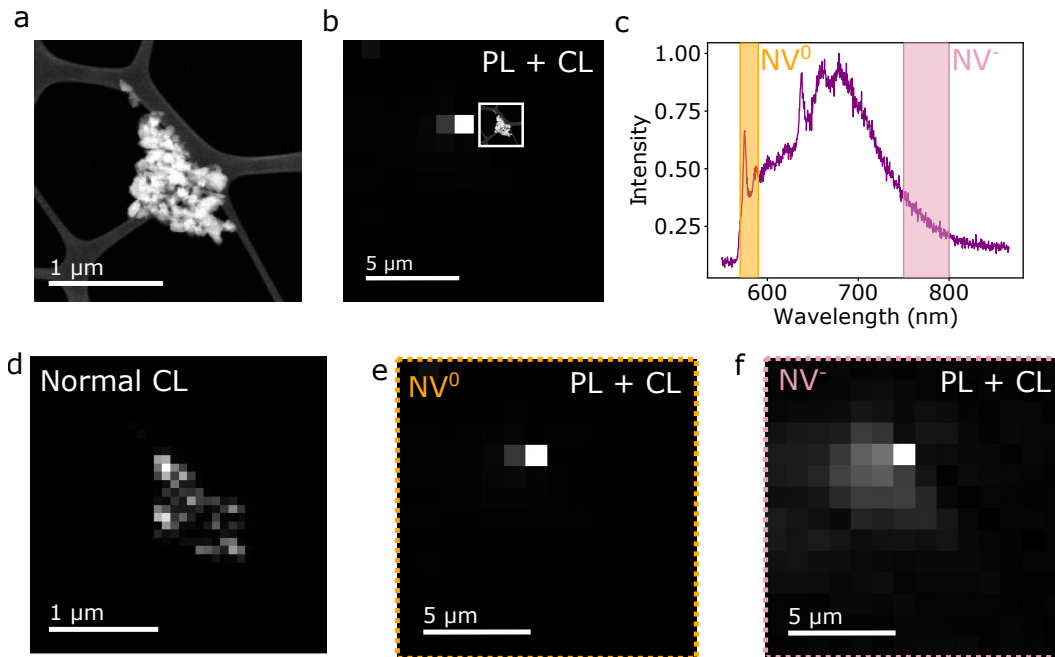 a
1 µm
b
PL + CL
5 µm
c
NV⁰
NV⁻
1.00
0.75
0.50
0.25
Intensity
600
700
800
Wavelength (nm)
d
Normal CL
1 µm
e
NV⁰
PL + CL
5 µm
f
NV⁻
PL + CL
5 µm